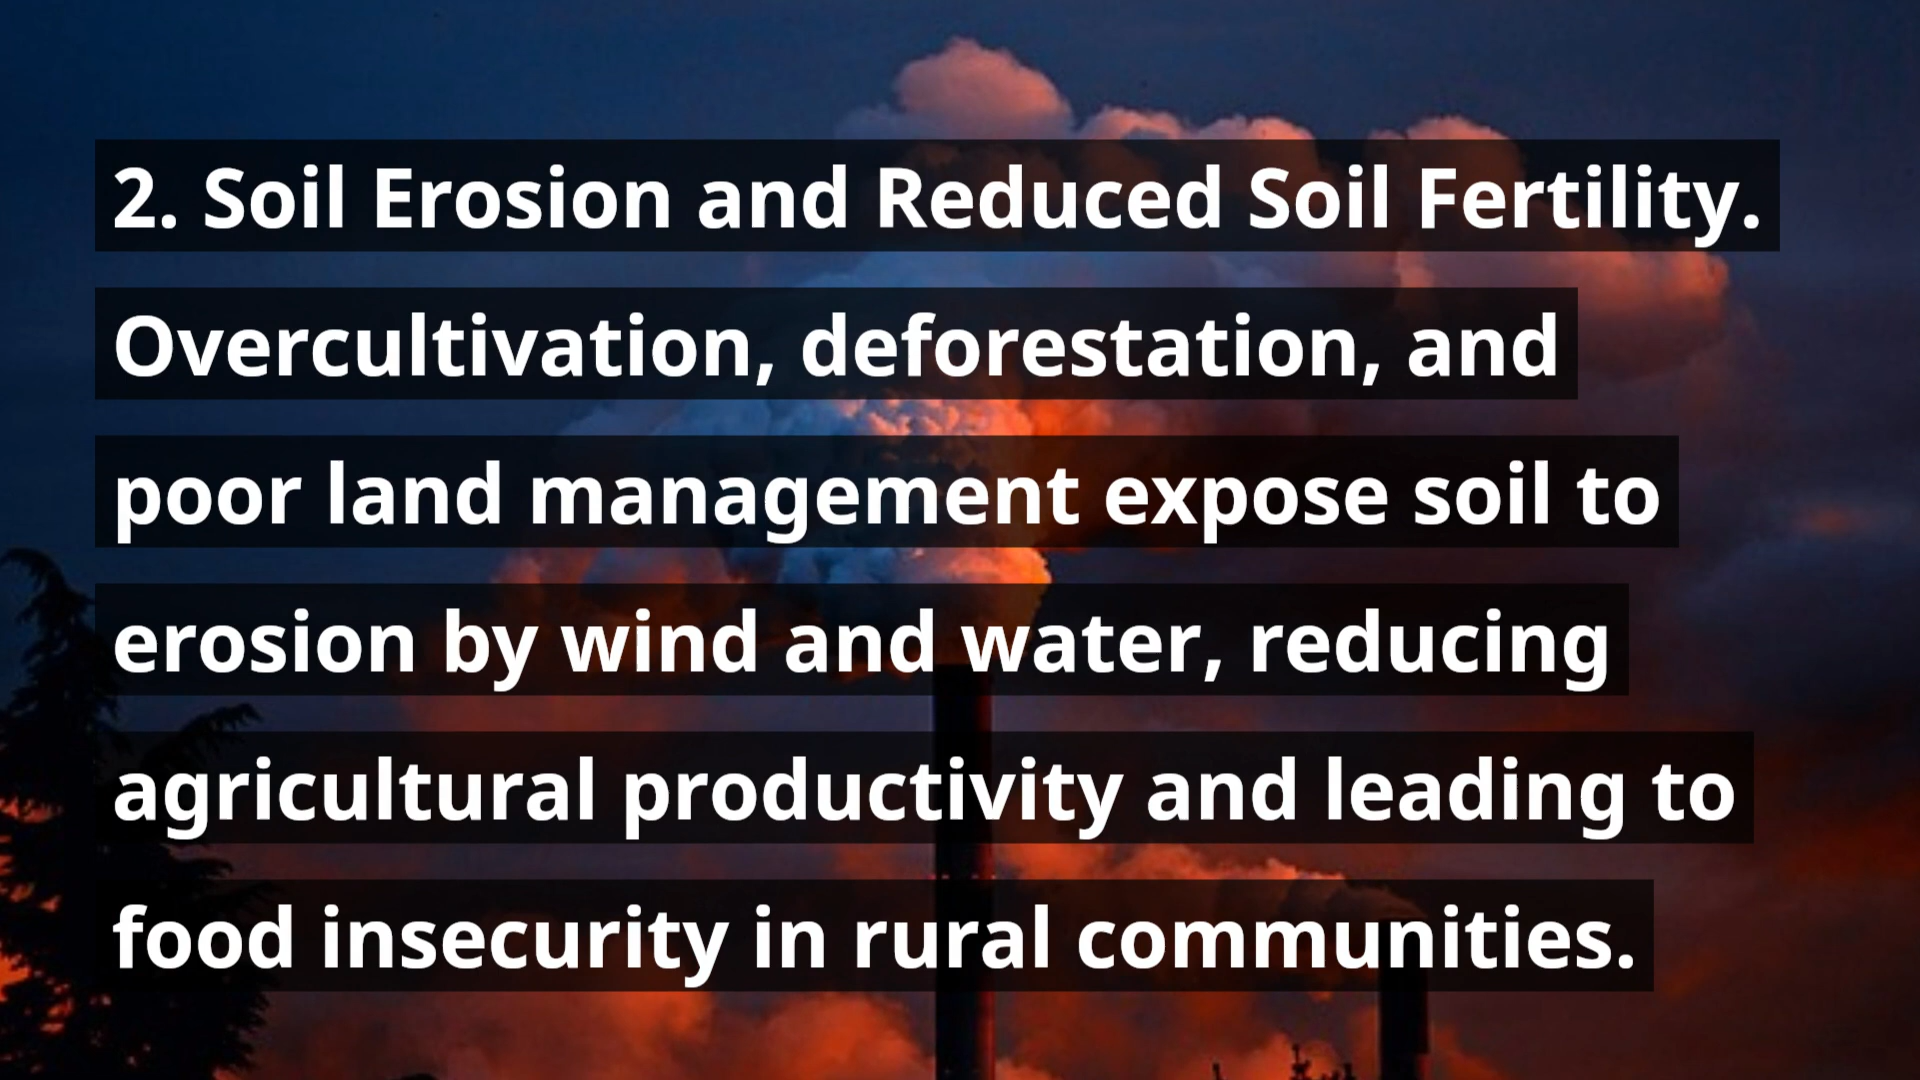 2. Soil Erosion and Reduced Soil Fertility.
Overcultivation, deforestation, and
poor land management expose soil to
erosion by wind and water, reducing
agricultural productivity and leading to
food insecurity in rural communities.